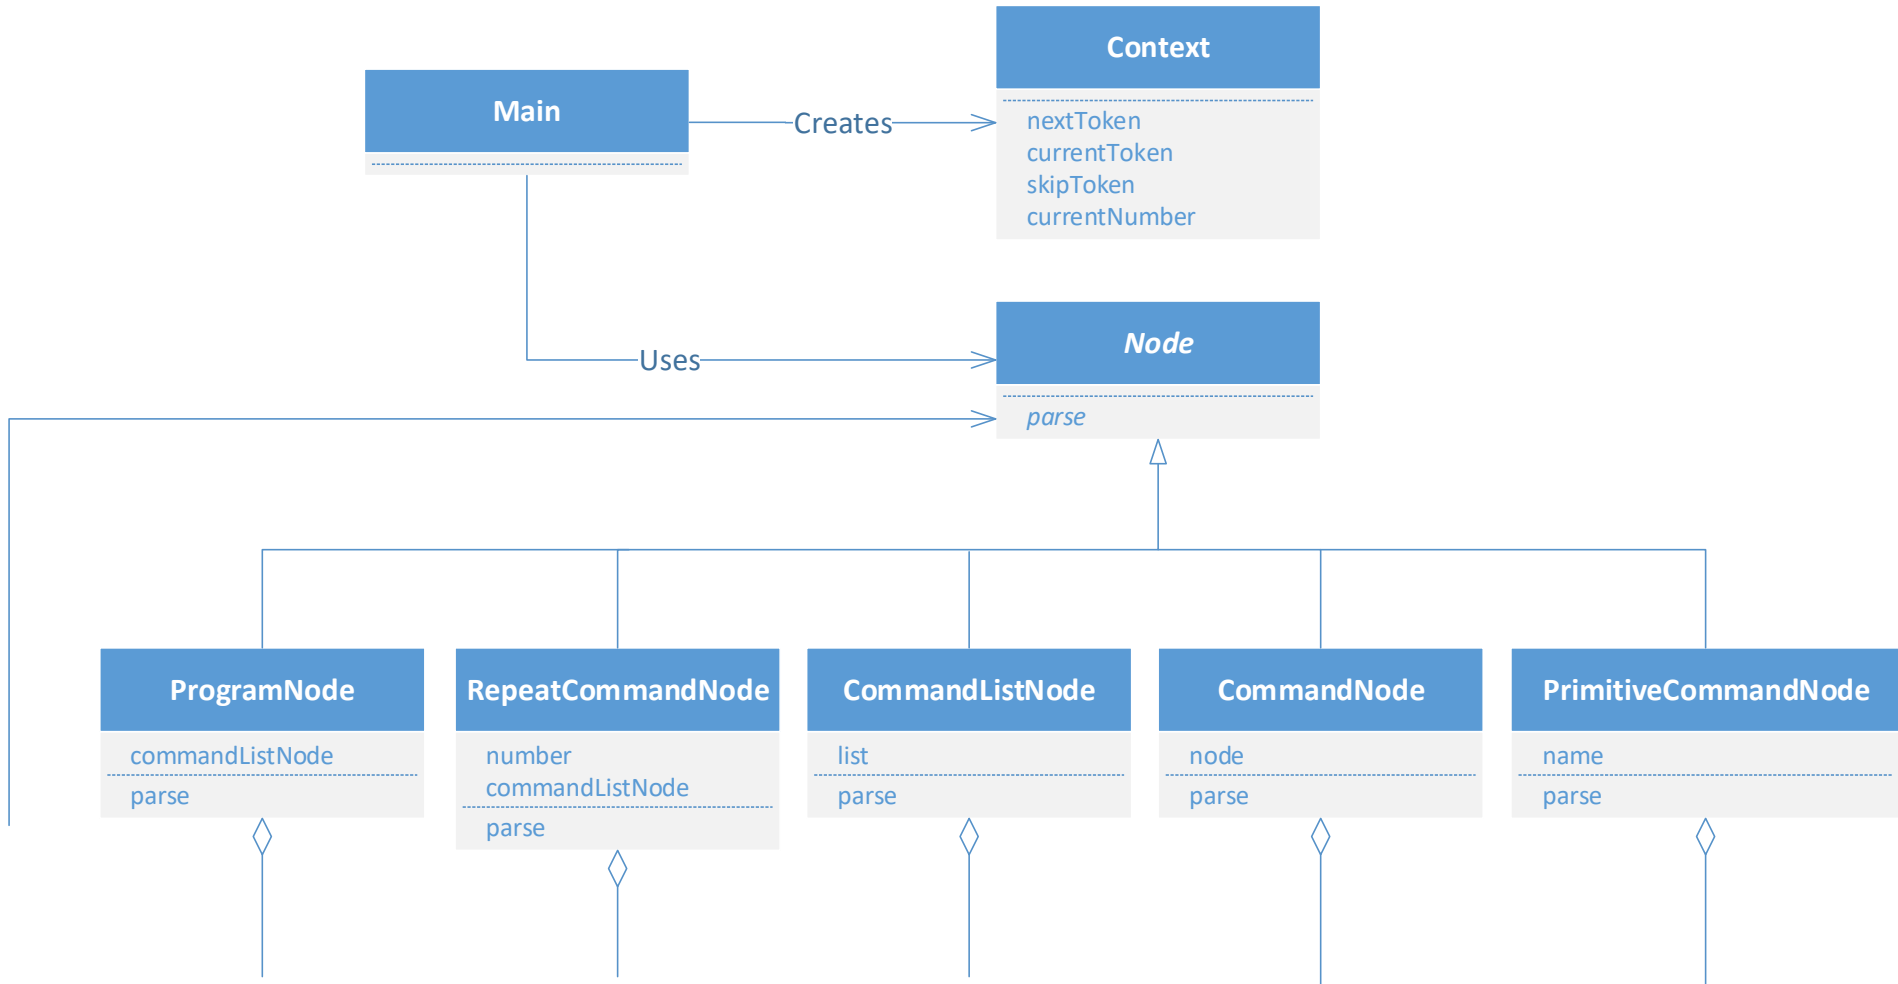 Context
nextToken
currentToken
skipToken
currentNumber
Main
Creates
Uses
Node
parse
ProgramNode
commandListNode
parse
RepeatCommandNode
number
commandListNode
parse
CommandListNode
list
parse
CommandNode
node
parse
PrimitiveCommandNode
name
parse